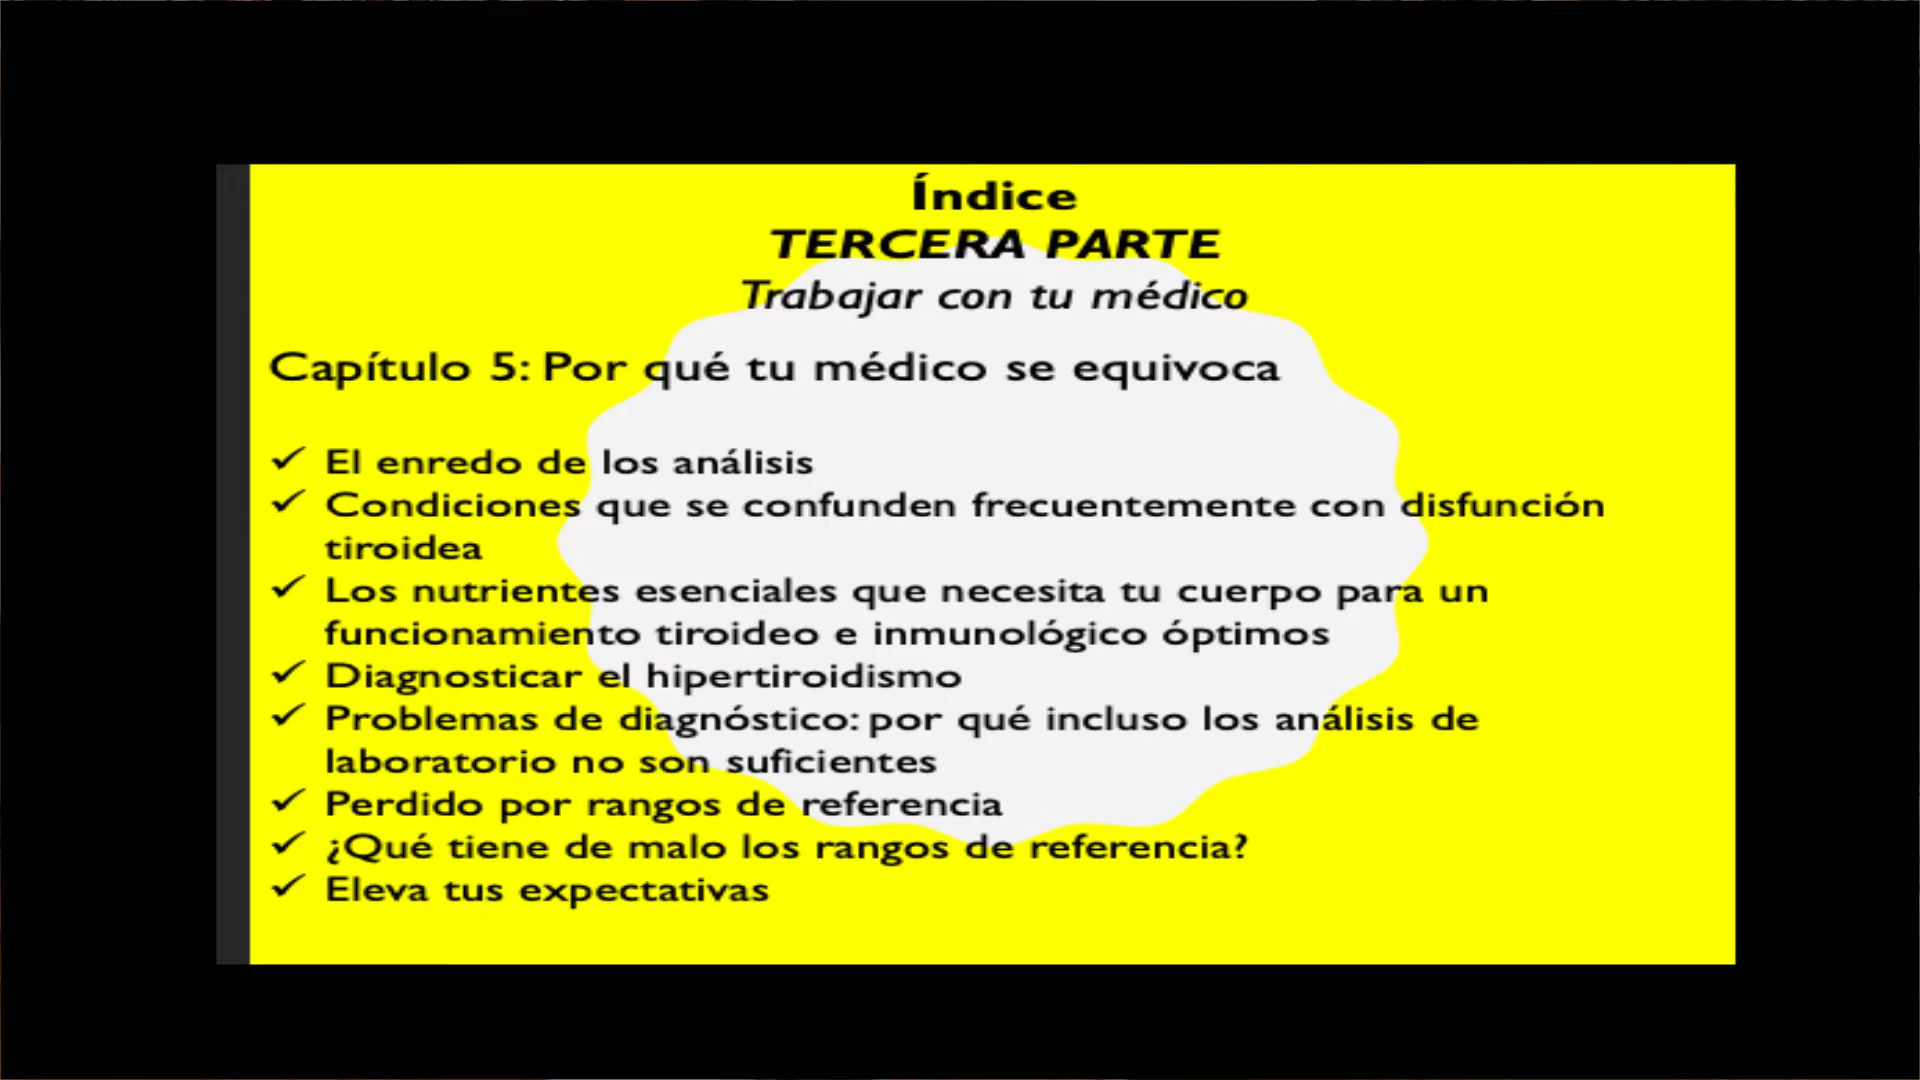 Índice
TERCERA PARTE
Trabajar con tu médico
Capítulo 5: Por qué tu médico se equivoca
✓ El enredo de los análisis
✓ Condiciones que se confunden frecuentemente con disfunción
tiroidea
✓ Los nutrientes esenciales que necesita tu cuerpo para un
funcionamiento tiroideo e inmunológico óptimos
✓ Diagnosticar el hipertiroidismo
✓ Problemas de diagnóstico: por qué incluso los análisis de
laboratorio no son suficientes
✓ Perdido por rangos de referencia
✓ ¿Qué tiene de malo los rangos de referencia?
✓ Eleva tus expectativas